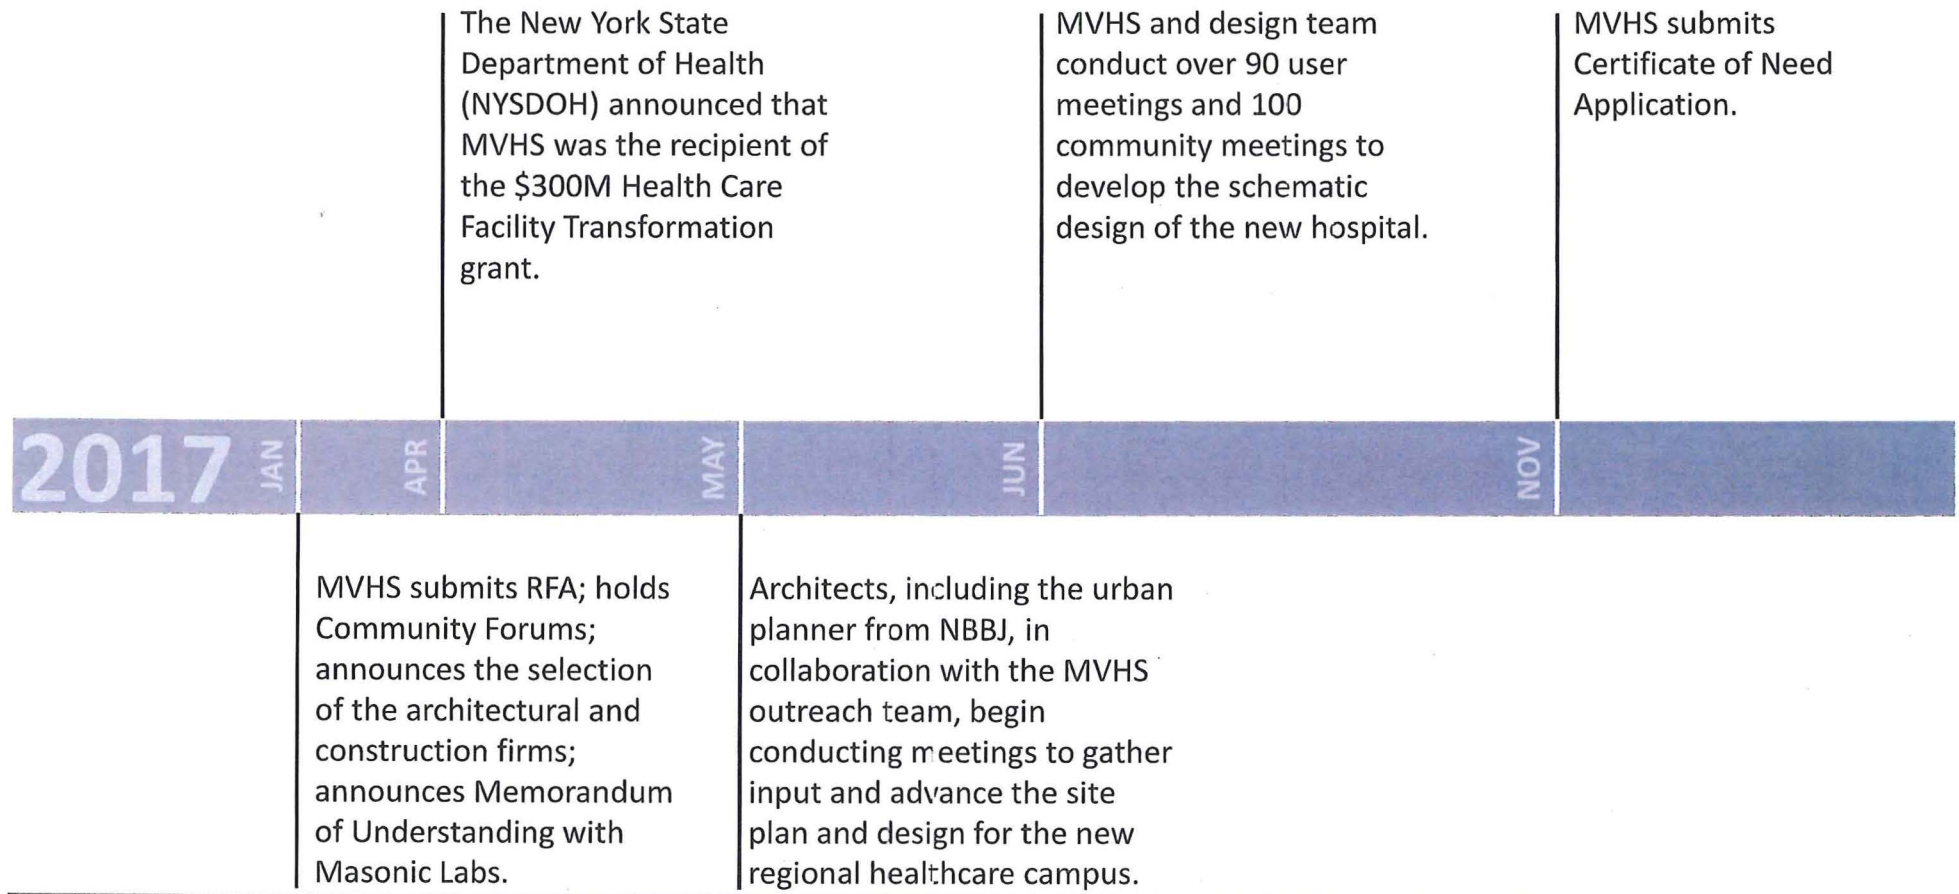 The New York State
Department of Health
(NYSDOH) announced that
MVHS was the recipient of
the $300M Health Care
Facility Transformation
grant.
MVHS and design team
conduct over 90 user
meetings and 100
community meetings to
develop the schematic
design of the new hospital.
MVHS submits
Certificate of Need
Application.
2017
JAN
APR
MAY
JUN
NOV
MVHS submits RFA; holds
Community Forums;
announces the selection
of the architectural and
construction firms;
announces Memorandum
of Understanding with
Masonic Labs.
Architects, including the urban
planner from NBBJ, in
collaboration with the MVHS
outreach team, begin
conducting meetings to gather
input and advance the site
plan and design for the new
regional healthcare campus.